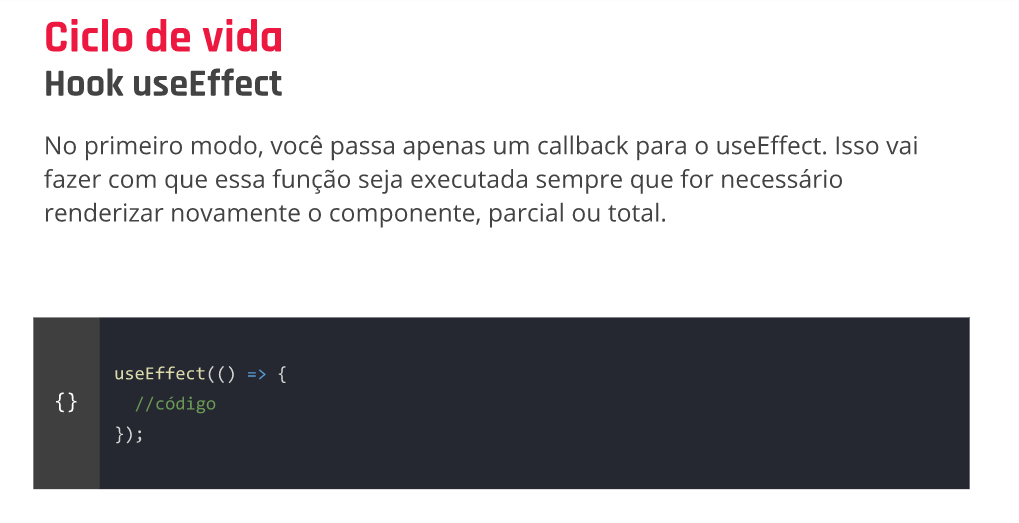 Ciclo de vida
Hook useEffect
No primeiro modo, você passa apenas um callback para o useEffect. Isso vai
fazer com que essa função seja executada sempre que for necessário
renderizar novamente o componente, parcial ou total.
useEffect(() => {
{}
//código
});